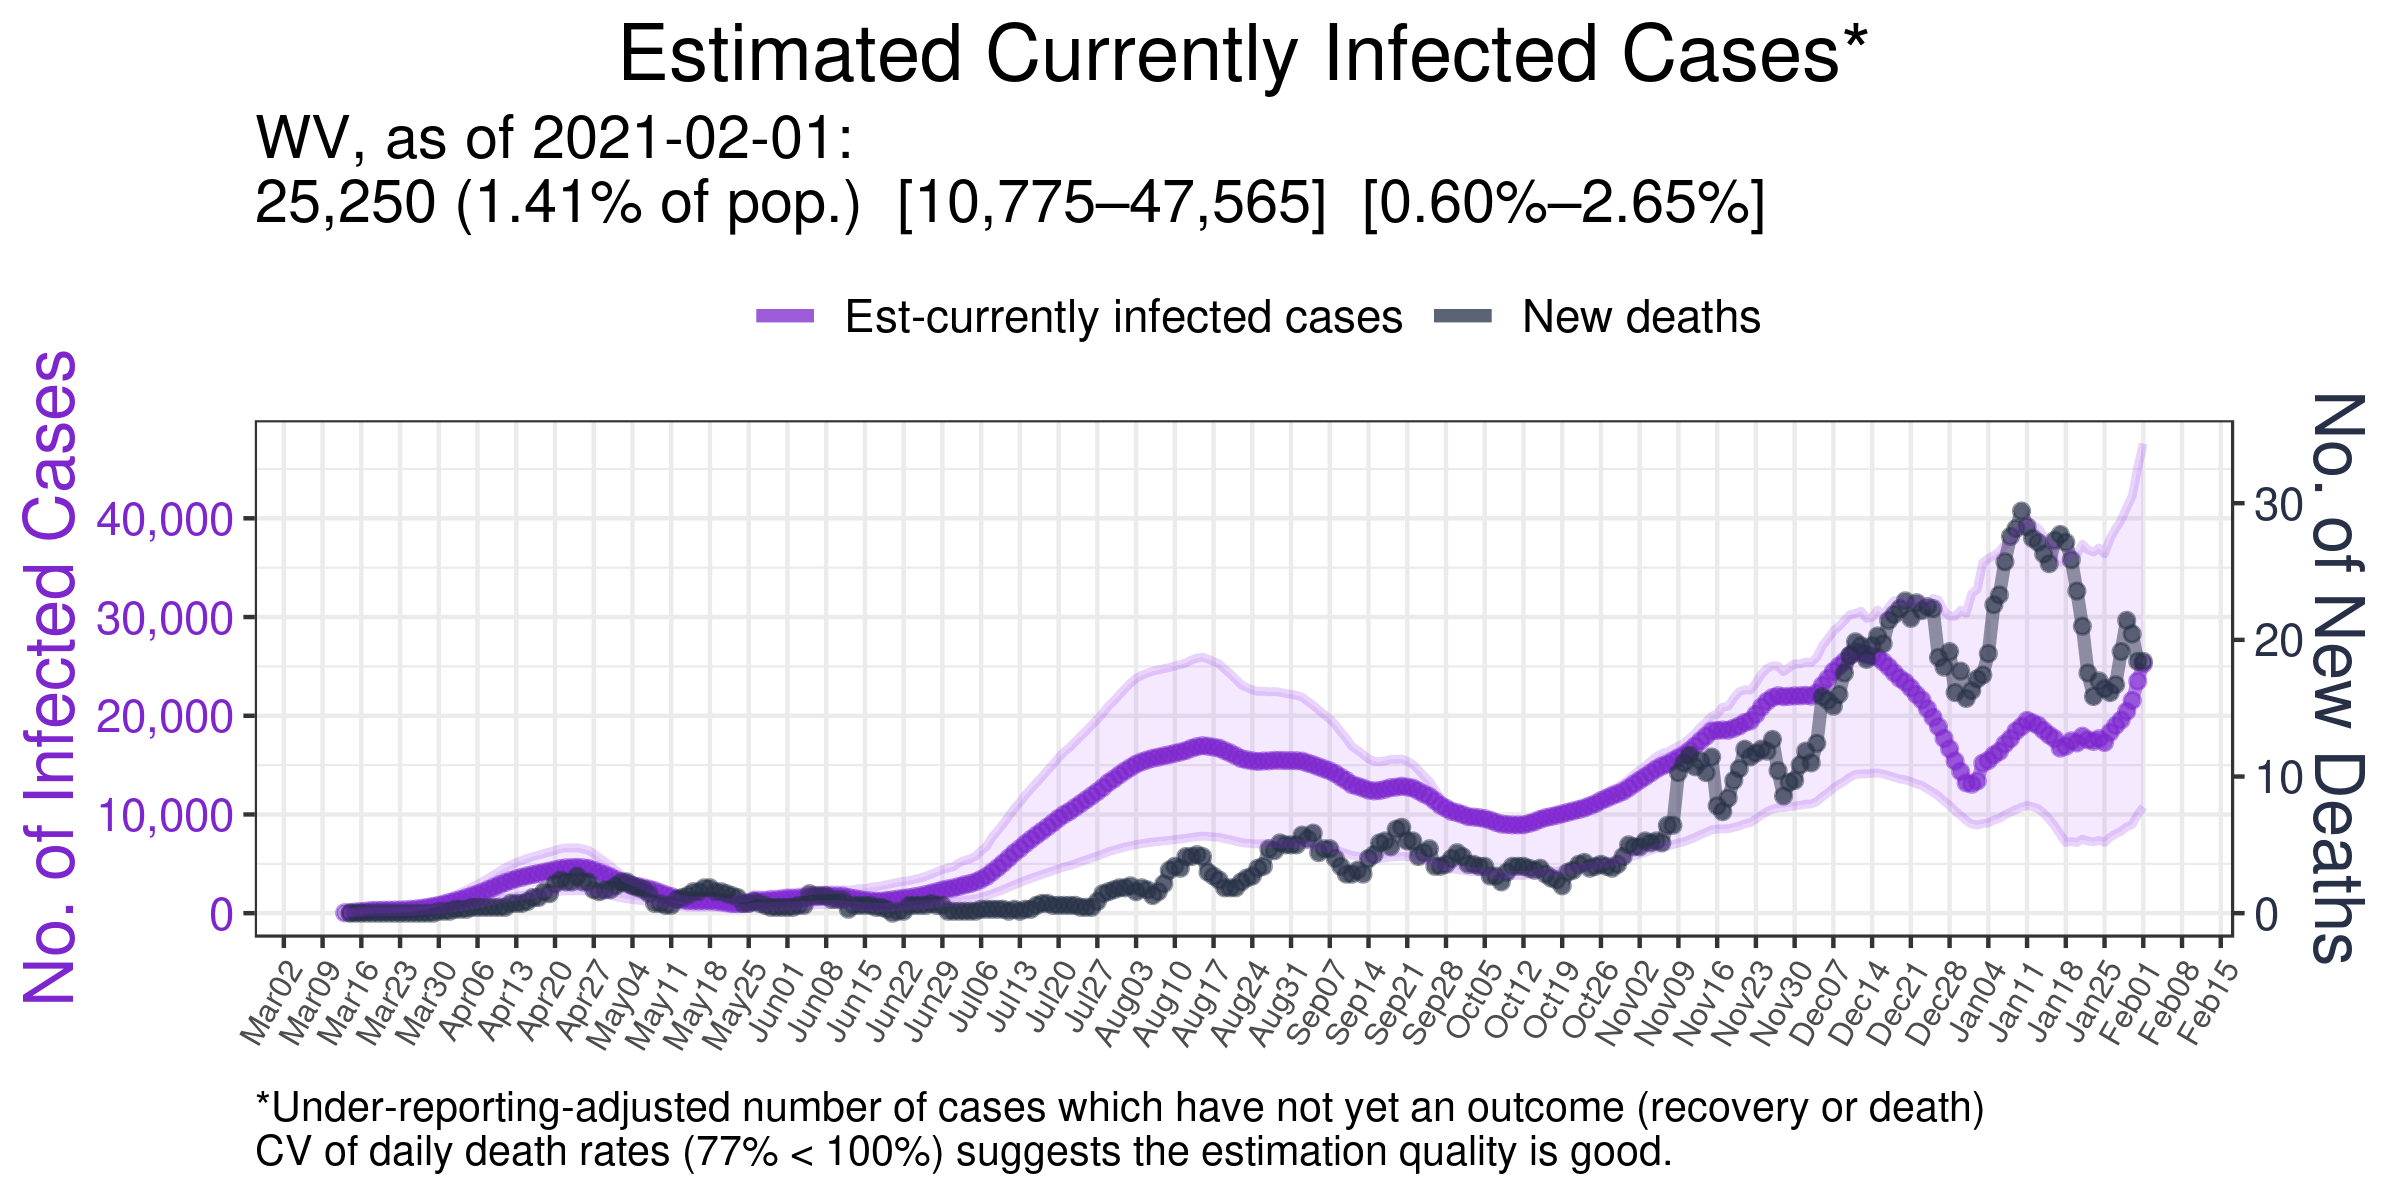 Estimated Currently Infected Cases*
WV, as of 2021-02-01:
25,250 (1.41% of pop.)  [10,775–47,565]  [0.60%–2.65%]
Est-currently infected cases
New deaths
No. of Infected Cases
40,000
30,000
20,000
10,000
0
30
20
10
0
No. of New Deaths
Mar02
Mar09
Mar16
Mar23
Mar30
Apr06
Apr13
Apr20
Apr27
May04
May11
May18
May25
Jun01
Jun08
Jun15
Jun22
Jun29
Jul06
Jul13
Jul20
Jul27
Aug03
Aug10
Aug17
Aug24
Aug31
Sep07
Sep14
Sep21
Sep28
Oct05
Oct12
Oct19
Oct26
Nov02
Nov09
Nov16
Nov23
Nov30
Dec07
Dec14
Dec21
Dec28
Jan04
Jan11
Jan18
Jan25
Feb01
Feb08
Feb15
*Under-reporting-adjusted number of cases which have not yet an outcome (recovery or death)
CV of daily death rates (77% < 100%) suggests the estimation quality is good.